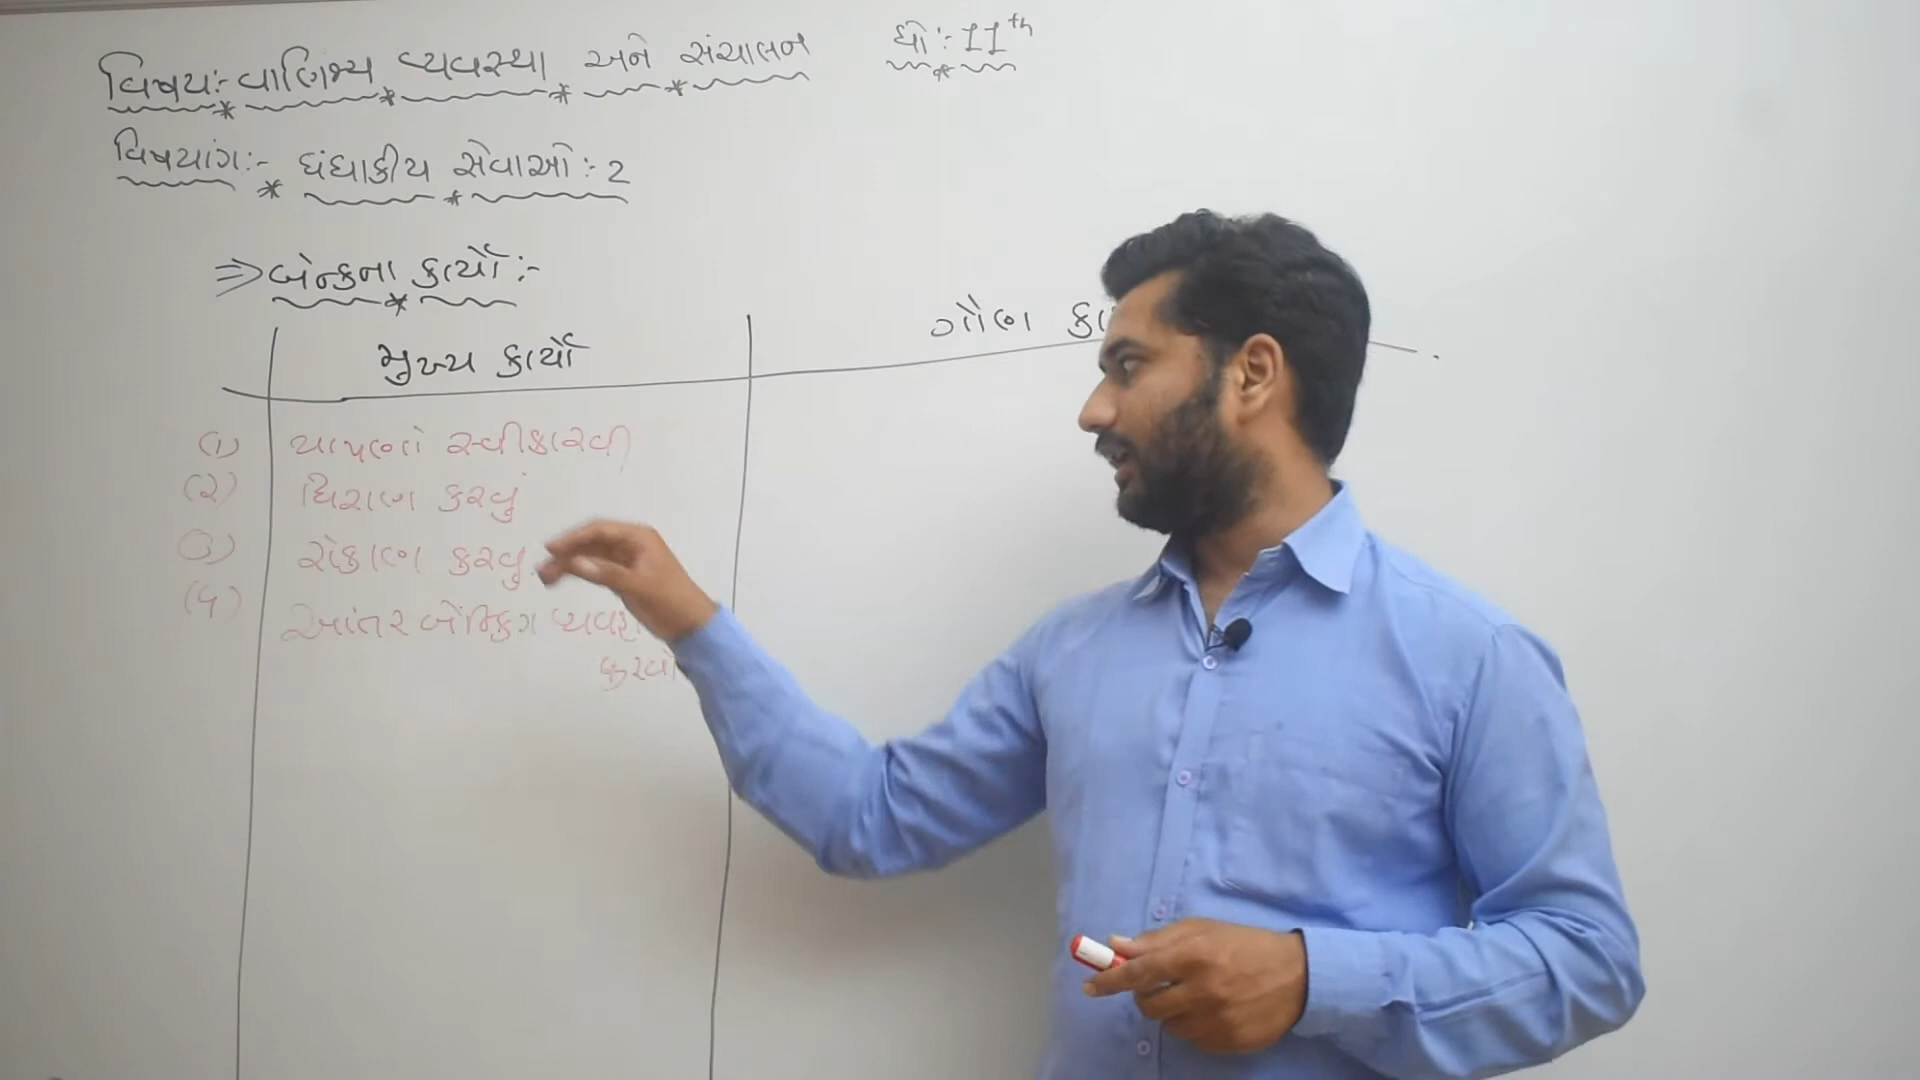 વિષય:- વાણિજ્ય વ્યવસ્થા અને સંચાલન ધો:- 11th
વિષયાંગ:- ધંધાકીય સેવાઓ:- 2
⇒ બેન્કના કાર્યો:-
મુખ્ય કાર્યો
ગૌણ કા
(1) થાપણો સ્વીકારવી
(2) ધિરાણ કરવું
(3) રોકાણ કરવું.
(4) આંતર બેન્કિંગ
કરવો